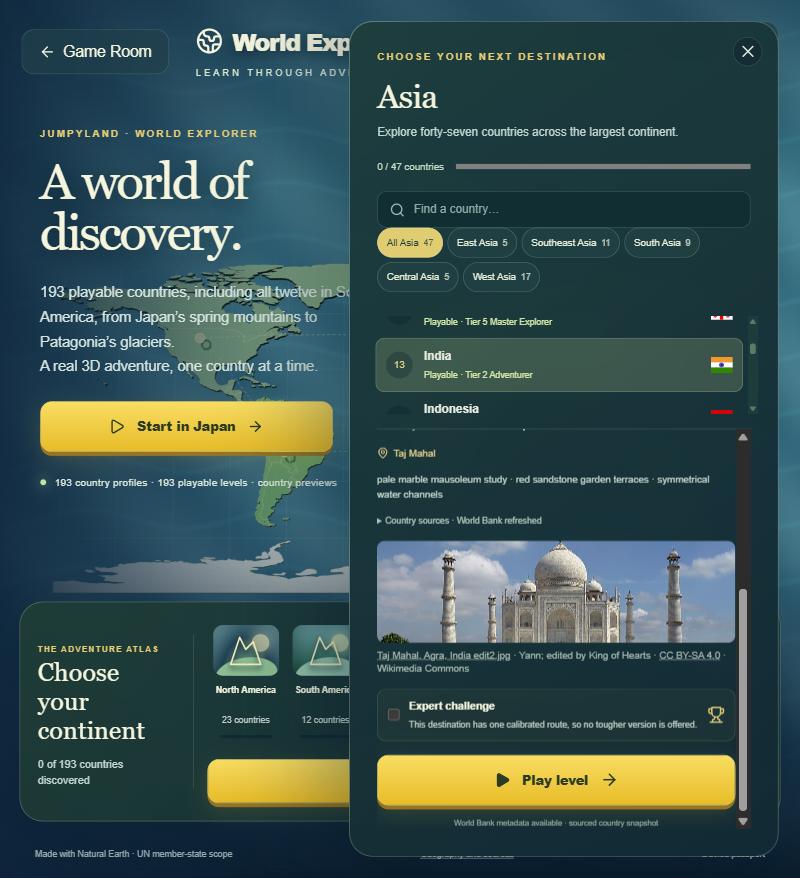 Game Room
World Exp
LEARN THROUGH ADV
JUMPYLAND · WORLD EXPLORER
A world of
discovery.
193 playable countries, including all twelve in So
America, from Japan's spring mountains to
Patagonia's glaciers.
A real 3D adventure, one country at a time.
Start in Japan
193 country profiles · 193 playable levels · country previews
THE ADVENTURE ATLAS
Choose
your
continent
0 of 193 countries
discovered
North America
23 countries
South Americ
12 countries
Made with Natural Earth · UN member-state scope
CHOOSE YOUR NEXT DESTINATION
Asia
Explore forty-seven countries across the largest continent.
0 / 47 countries
Find a country...
All Asia 47
East Asia 5
Southeast Asia 11
South Asia 9
Central Asia 5
West Asia 17
Playable · Tier 5 Master Explorer
13
India
Playable · Tier 2 Adventurer
Indonesia
Taj Mahal
pale marble mausoleum study · red sandstone garden terraces · symmetrical
water channels
Country sources · World Bank refreshed
Taj Mahal, Agra, India edit2.jpg · Yann; edited by King of Hearts · CC BY-SA 4.0 ·
Wikimedia Commons
Expert challenge
This destination has one calibrated route, so no tougher version is offered.
Play level
World Bank metadata available · sourced country snapshot